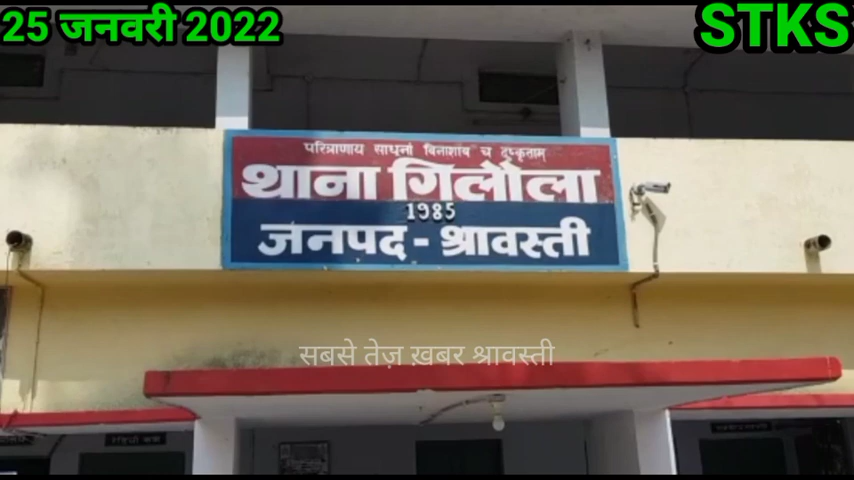 25 जनवरी 2022
STKS
परित्राणाय साधूनां विनाशाय च दुष्कृताम्
थाना गिलौला
1985
जनपद - श्रावस्ती
सबसे तेज़ ख़बर श्रावस्ती